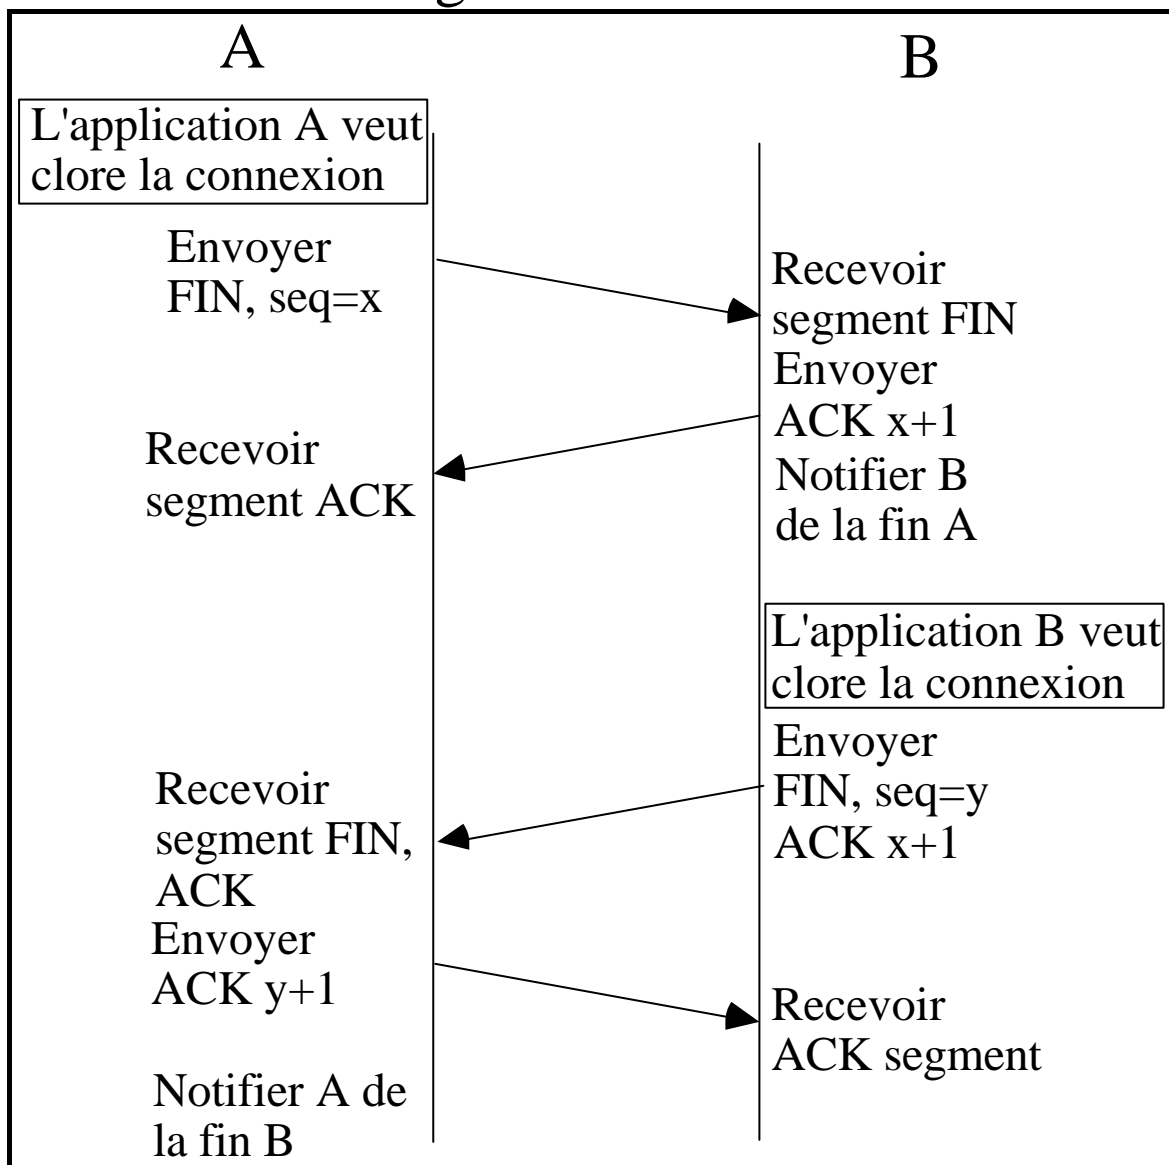 A
B
L'application A veut
clore la connexion
Envoyer
FIN, seq=x
Recevoir
segment FIN
Envoyer
ACK x+1
Notifier B
de la fin A
Recevoir
segment ACK
L'application B veut
clore la connexion
Envoyer
FIN, seq=y
ACK x+1
Recevoir
segment FIN,
ACK
Envoyer
ACK y+1
Recevoir
ACK segment
Notifier A de
la fin B